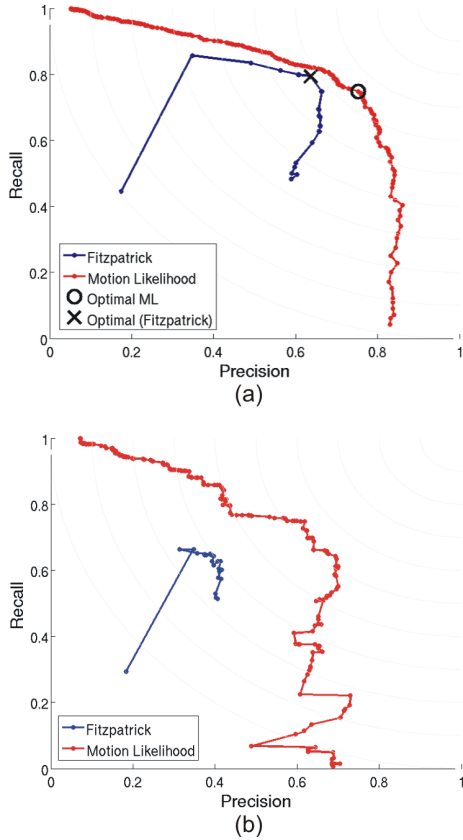 1
0.8
0.6
0.4
0.2
0
Recall
Fitzpatrick
Motion Likelihood
Optimal ML
Optimal (Fitzpatrick)
0 0.2 0.4 0.6 0.8 1
Precision
(a)
1
0.8
0.6
0.4
0.2
0
Recall
Fitzpatrick
Motion Likelihood
0 0.2 0.4 0.6 0.8 1
Precision
(b)